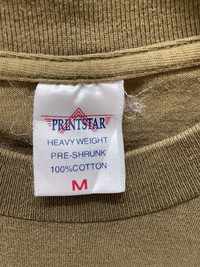 PRINTSTAR
HEAVY WEIGHT
PRE-SHRUNK
100%COTTON
M